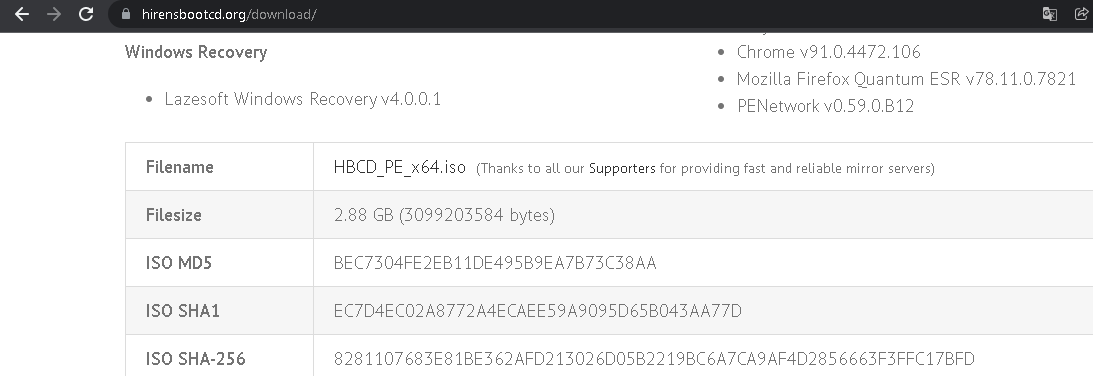 hirensbootcd.org/download/
Windows Recovery
• Lazesoft Windows Recovery v4.0.0.1
• Chrome v91.0.4472.106
• Mozilla Firefox Quantum ESR v78.11.0.7821
• PENetwork v0.59.0.B12
Filename HBCD_PE_x64.iso (Thanks to all our Supporters for providing fast and reliable mirror servers)
Filesize 2.88 GB (3099203584 bytes)
ISO MD5 BEC7304FE2EB11DE495B9EA7B73C38AA
ISO SHA1 EC7D4EC02A8772A4ECAEE59A9095D65B043AA77D
ISO SHA-256 8281107683E81BE362AFD213026D05B2219BC6A7CA9AF4D2856663F3FFC17BFD